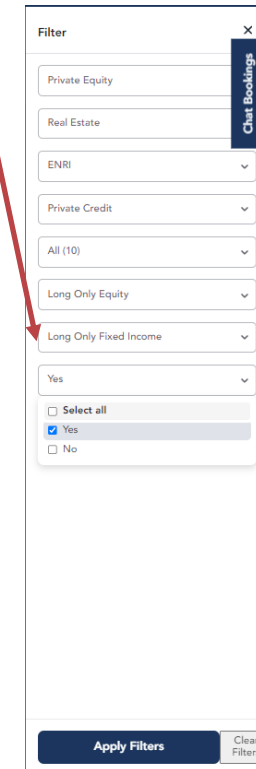 Filter
×
Chat Bookings
Private Equity
Real Estate
ENRI
Private Credit
All (10)
Long Only Equity
Long Only Fixed Income
Yes
Select all
Yes
No
Apply Filters
Clear
Filter